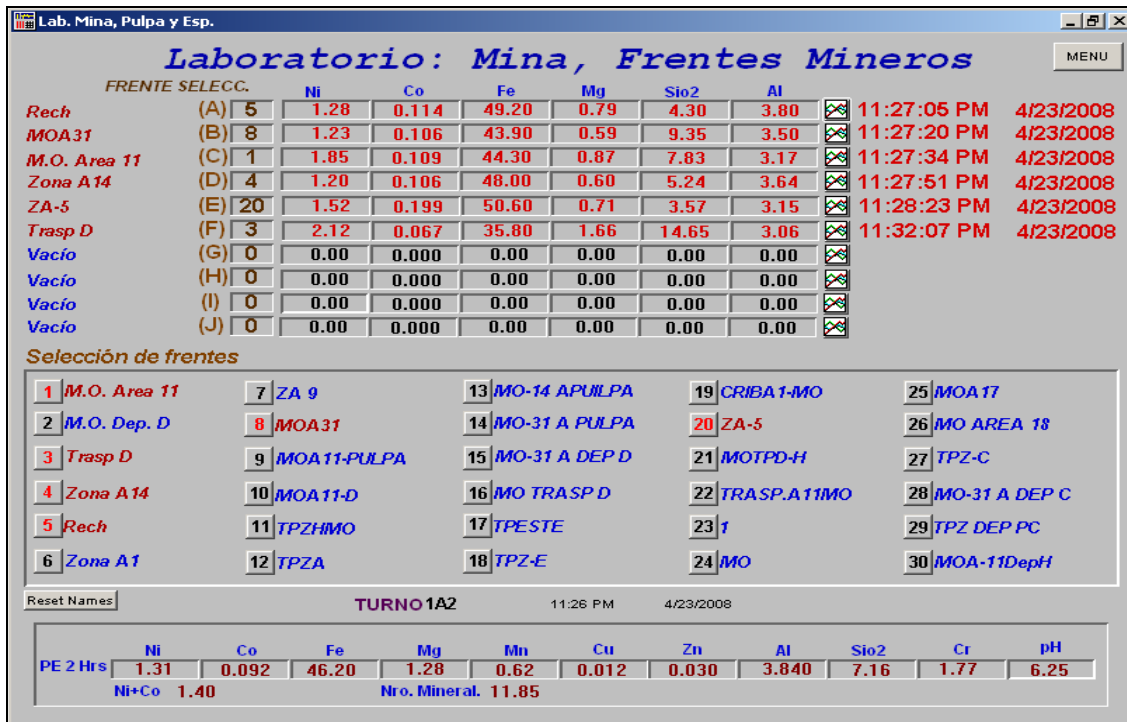 Lab. Mina, Pulpa y Esp.
Laboratorio: Mina, Frentes Mineros
MENU
FRENTE SELECC. Ni Co Fe Mg Sio2 Al
Rech (A) 5 1.28 0.114 49.20 0.79 4.30 3.80 11:27:05 PM 4/23/2008
MOA31 (B) 8 1.23 0.106 43.90 0.59 9.35 3.50 11:27:20 PM 4/23/2008
M.O. Area 11 (C) 1 1.85 0.109 44.30 0.87 7.83 3.17 11:27:34 PM 4/23/2008
Zona A14 (D) 4 1.20 0.106 48.00 0.60 5.24 3.64 11:27:51 PM 4/23/2008
ZA-5 (E) 20 1.52 0.199 50.60 0.71 3.57 3.15 11:28:23 PM 4/23/2008
Trasp D (F) 3 2.12 0.067 35.80 1.66 14.65 3.06 11:32:07 PM 4/23/2008
Vacío (G) 0 0.00 0.000 0.00 0.00 0.00 0.00
Vacío (H) 0 0.00 0.000 0.00 0.00 0.00 0.00
Vacío (I) 0 0.00 0.000 0.00 0.00 0.00 0.00
Vacío (J) 0 0.00 0.000 0.00 0.00 0.00 0.00
Selección de frentes
1 M.O. Area 11 7 ZA 9 13 MO-14 APUILPA 19 CRIBA1-MO 25 MOA17
2 M.O. Dep. D 8 MOA31 14 MO-31 A PULPA 20 ZA-5 26 MO AREA 18
3 Trasp D 9 MOA11-PULPA 15 MO-31 A DEP D 21 MOTPD-H 27 TPZ-C
4 Zona A14 10 MOA11-D 16 MO TRASP D 22 TRASP.A11MO 28 MO-31 A DEP C
5 Rech 11 TPZHMO 17 TPESTE 23 1 29 TPZ DEP PC
6 Zona A1 12 TPZA 18 TPZ-E 24 MO 30 MOA-11DepH
Reset Names TURNO 1A2 11:26 PM 4/23/2008
Ni Co Fe Mg Mn Cu Zn Al Sio2 Cr pH
PE 2 Hrs 1.31 0.092 46.20 1.28 0.62 0.012 0.030 3.840 7.16 1.77 6.25
Ni+Co 1.40 Nro. Mineral. 11.85